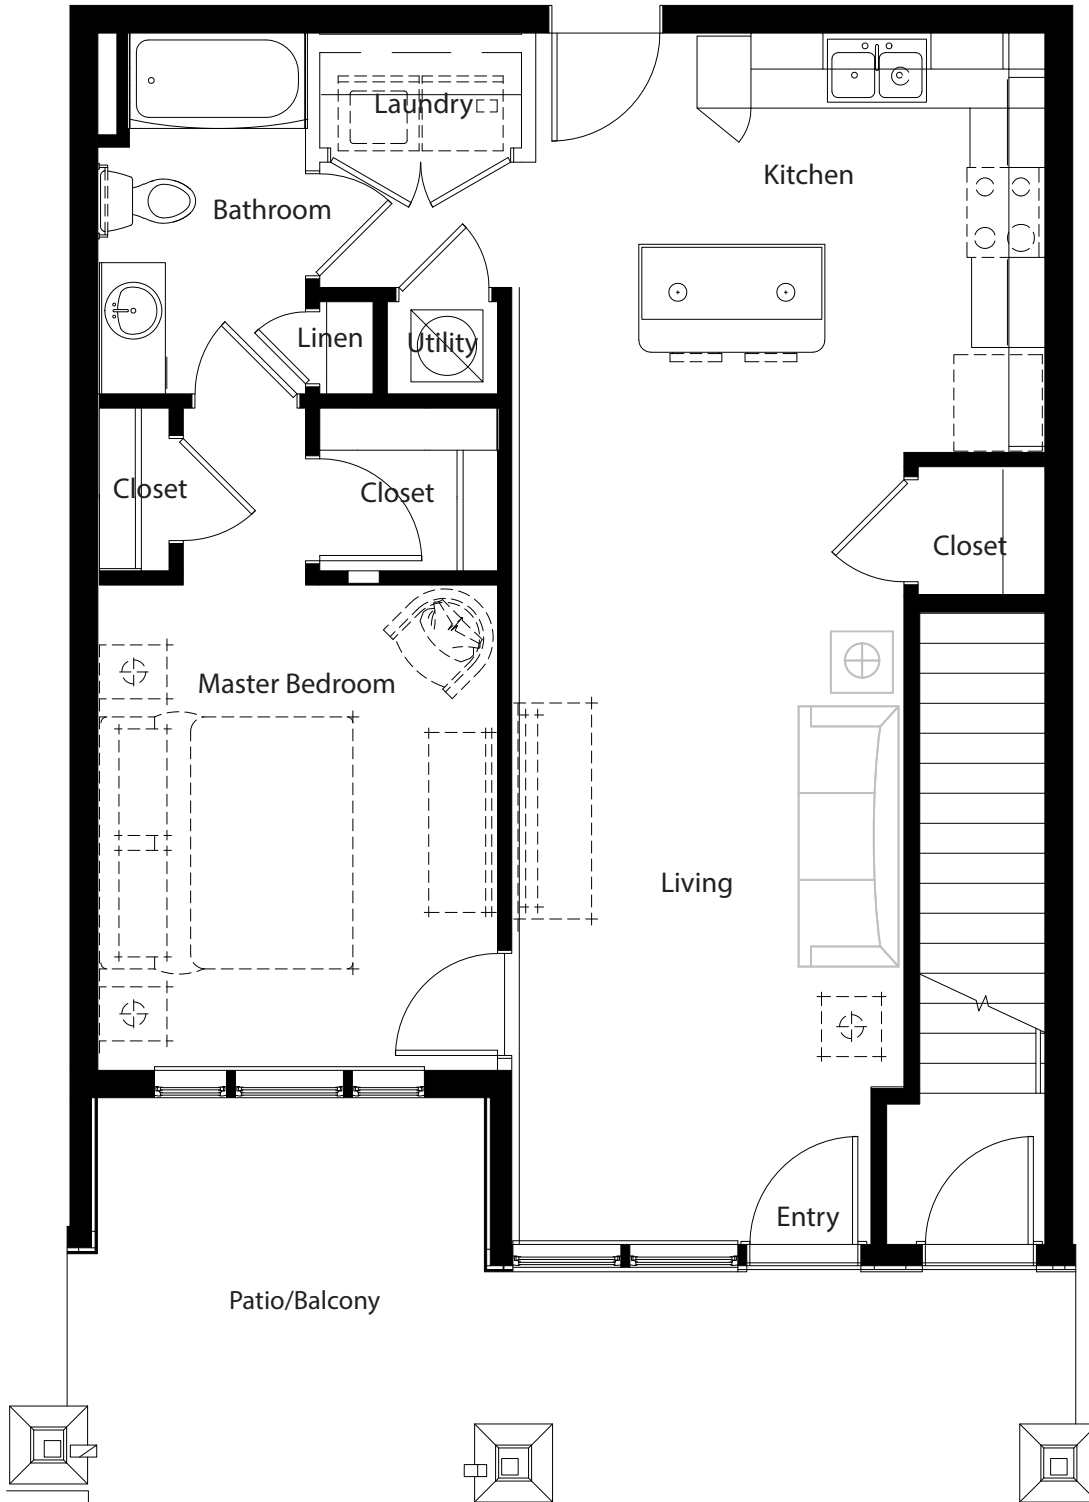 Laundry
Kitchen
Bathroom
Linen
Utility
Closet
Closet
Closet
Master Bedroom
Living
Entry
Patio/Balcony